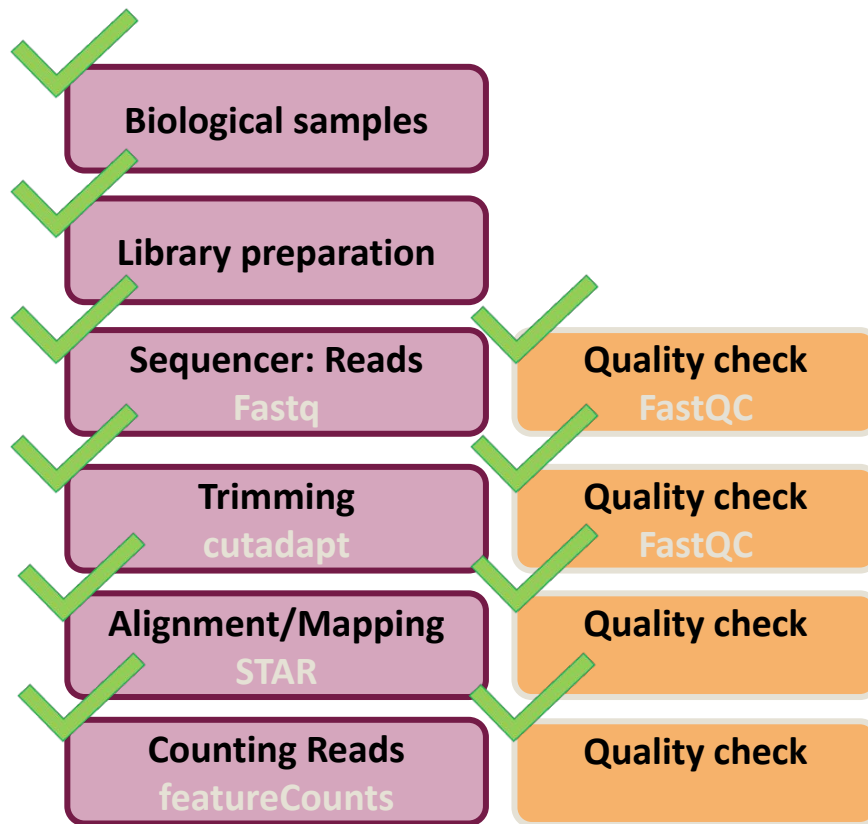 Biological samples
Library preparation
Sequencer: Reads
Fastq
Quality check
FastQC
Trimming
cutadapt
Quality check
FastQC
Alignment/Mapping
STAR
Quality check
Counting Reads
featureCounts
Quality check